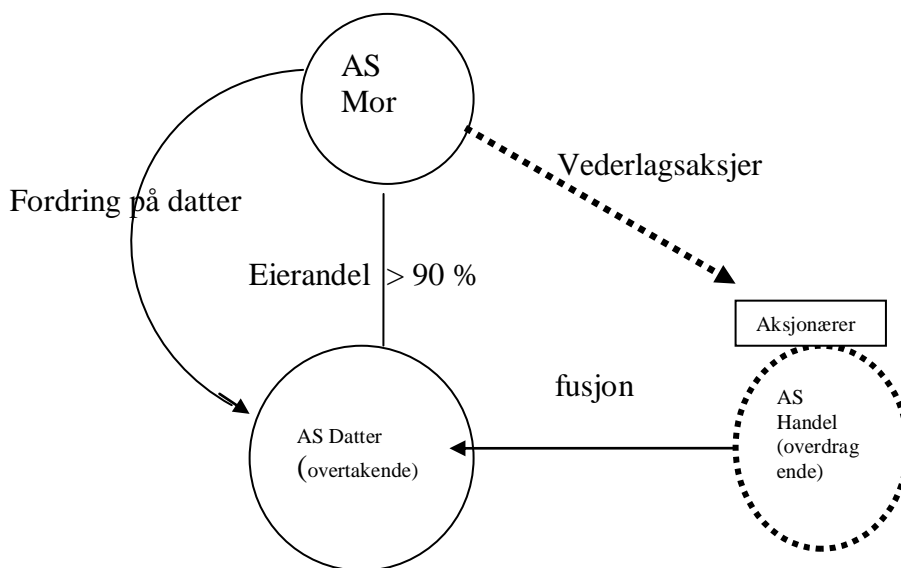 AS
Mor
Vederlagsaksjer
Fordring på datter
Eierandel > 90 %
Aksjonærer
fusjon
AS
Handel
(overdrag
ende)
AS Datter
(overtakende)